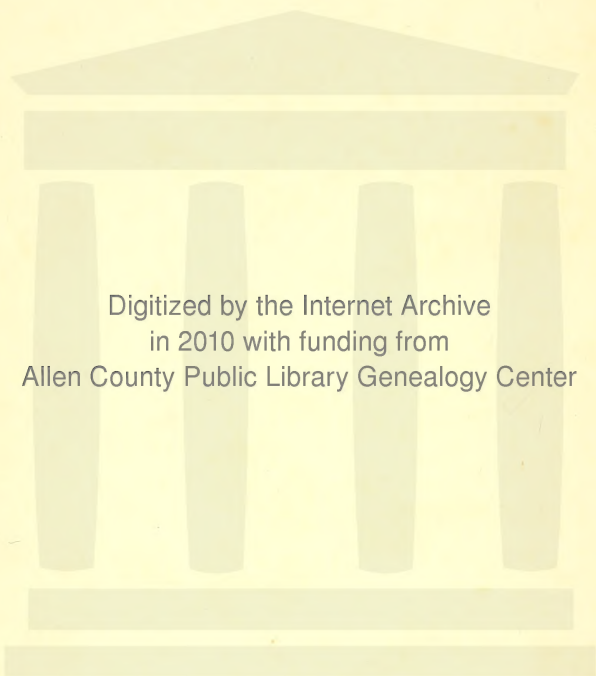 Digitized by the Internet Archive
in 2010 with funding from
Allen County Public Library Genealogy Center